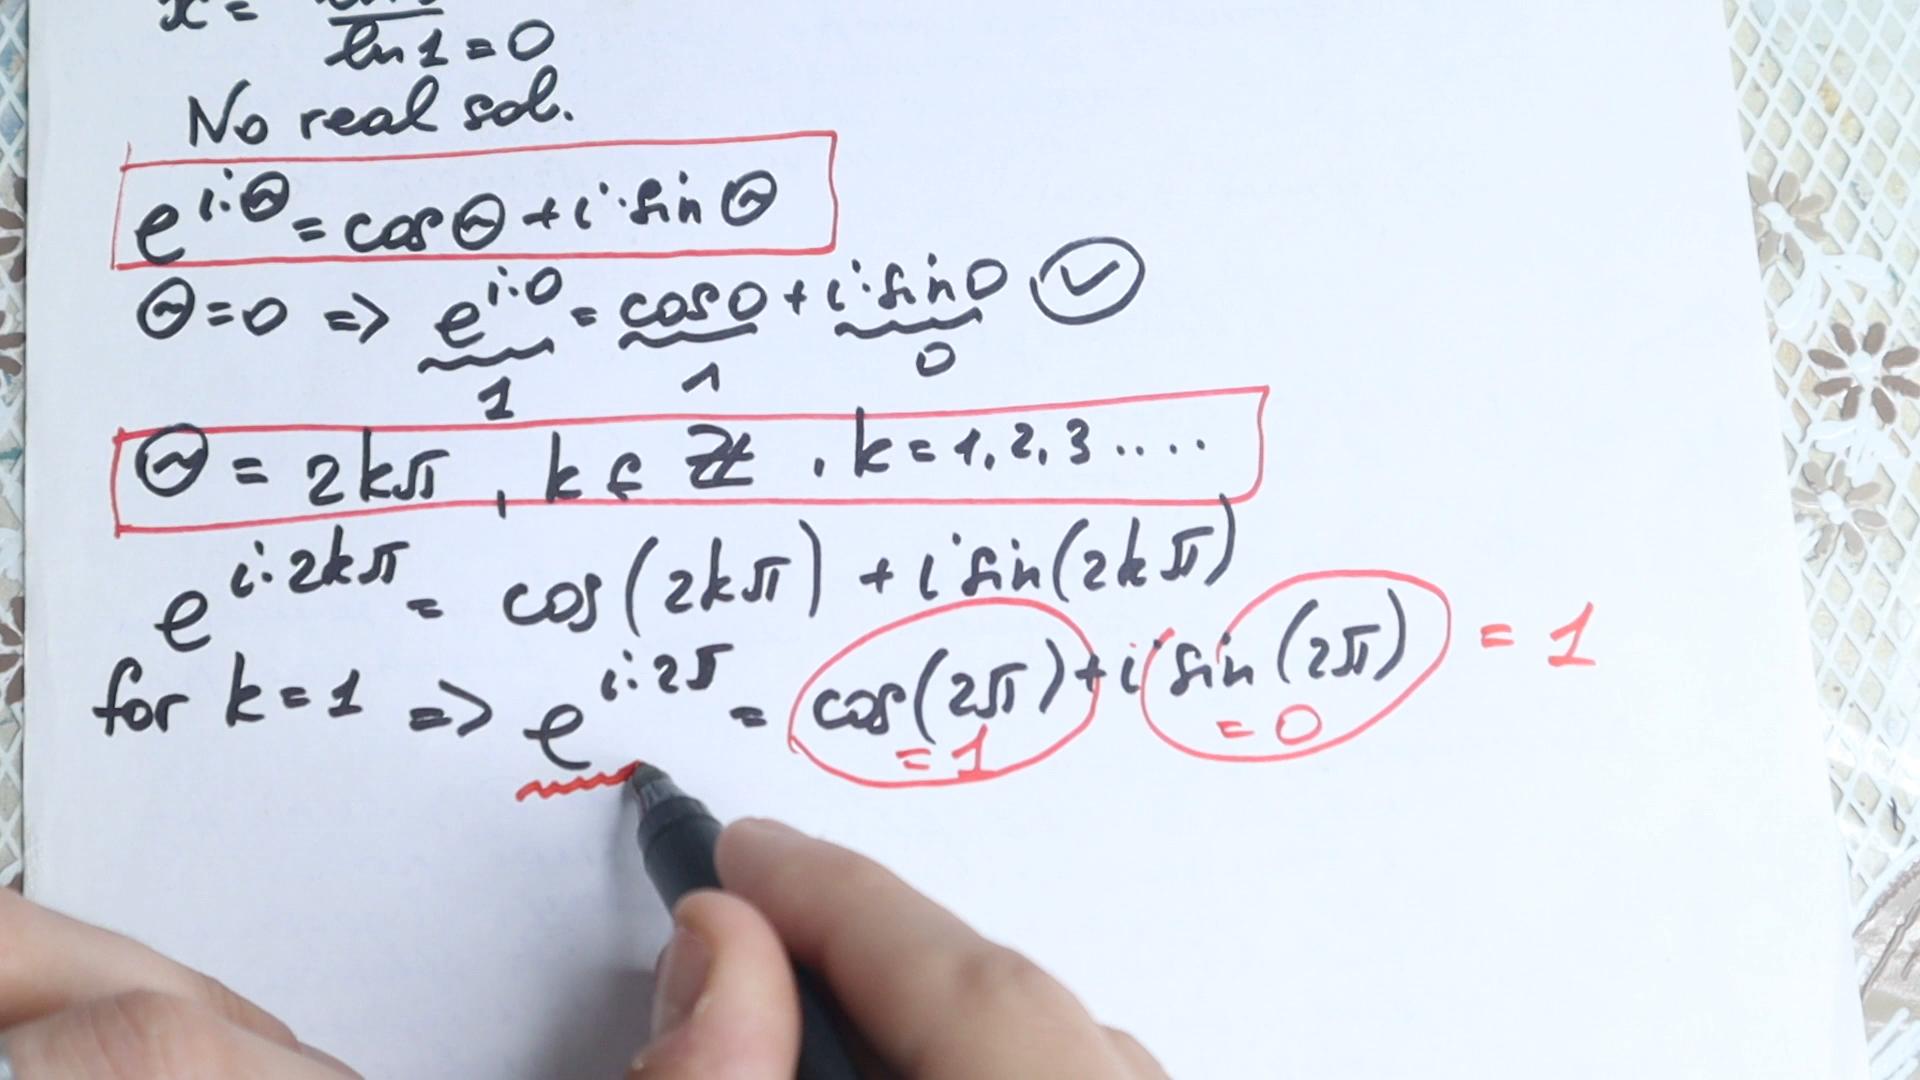 x =
ln 1 = 0
No real sol.
e^{i·Θ} = cos Θ + i·sin Θ
Θ = 0 => e^{i·0} = cos 0 + i·sin 0 ✓
1 1 0
Θ = 2kπ, k ∈ ℤ, k = 1, 2, 3 ....
e^{i·2kπ} = cos(2kπ) + i sin(2kπ)
for k = 1 => e^{i·2π} = cos(2π) + i sin(2π) = 1
= 1 = 0